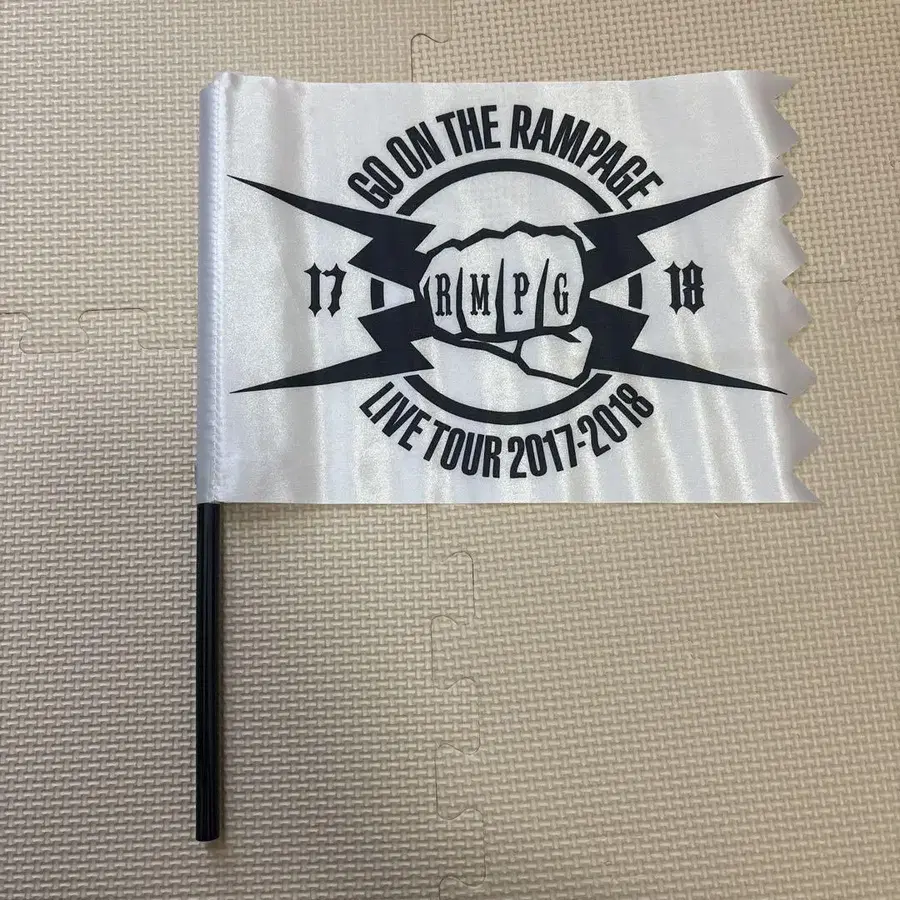 GO ON THE RAMPAGE
17
RMPG
18
LIVE TOUR 2017-2018